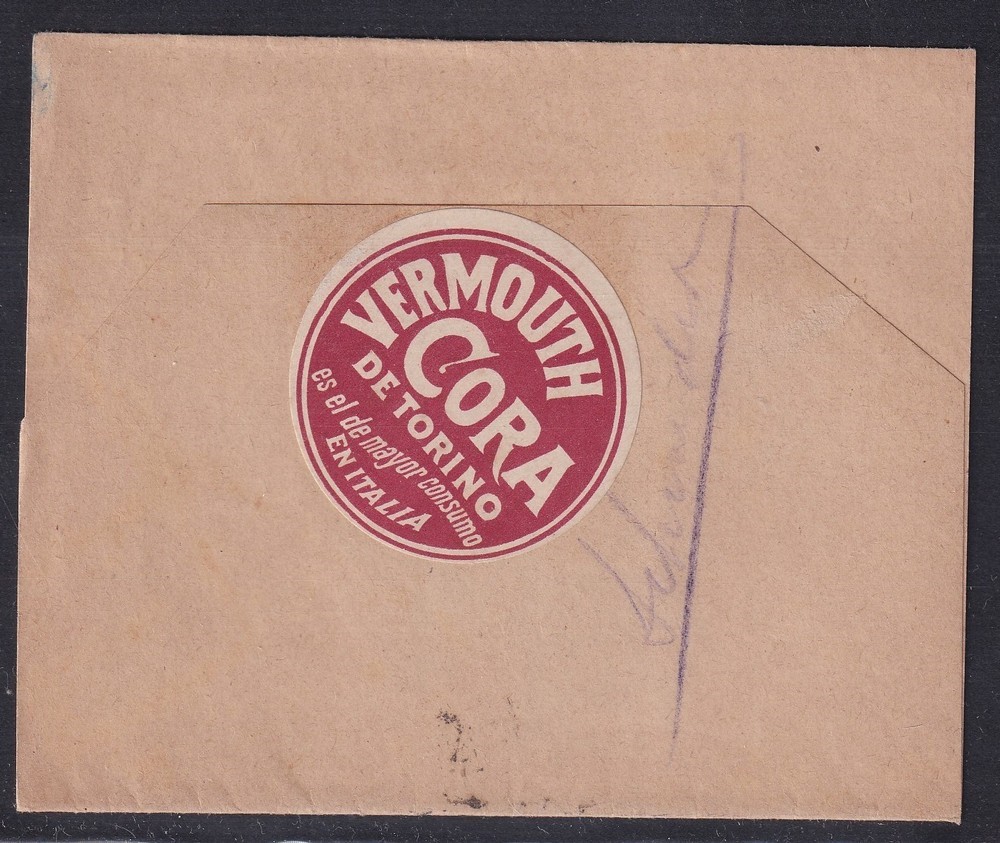 VERMOUTH
CORA
DE TORINO
es el de mayor consumo
EN ITALIA